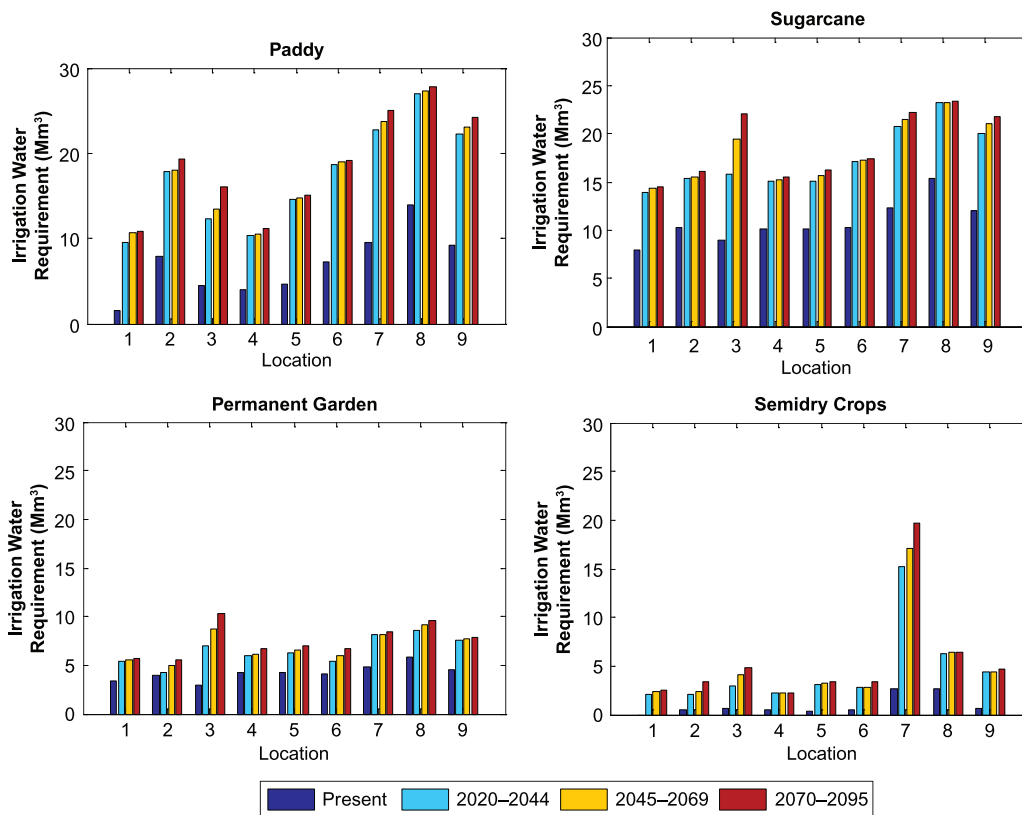 Paddy
Irrigation Water
Requirement (Mm³)
30
20
10
0
1 2 3 4 5 6 7 8 9
Location
Sugarcane
Irrigation Water
Requirement (Mm³)
30
25
20
15
10
5
0
1 2 3 4 5 6 7 8 9
Location
Permanent Garden
Irrigation Water
Requirement (Mm³)
30
25
20
15
10
5
0
1 2 3 4 5 6 7 8 9
Location
Semidry Crops
Irrigation Water
Requirement (Mm³)
30
25
20
15
10
5
0
1 2 3 4 5 6 7 8 9
Location
Present 2020–2044 2045–2069 2070–2095